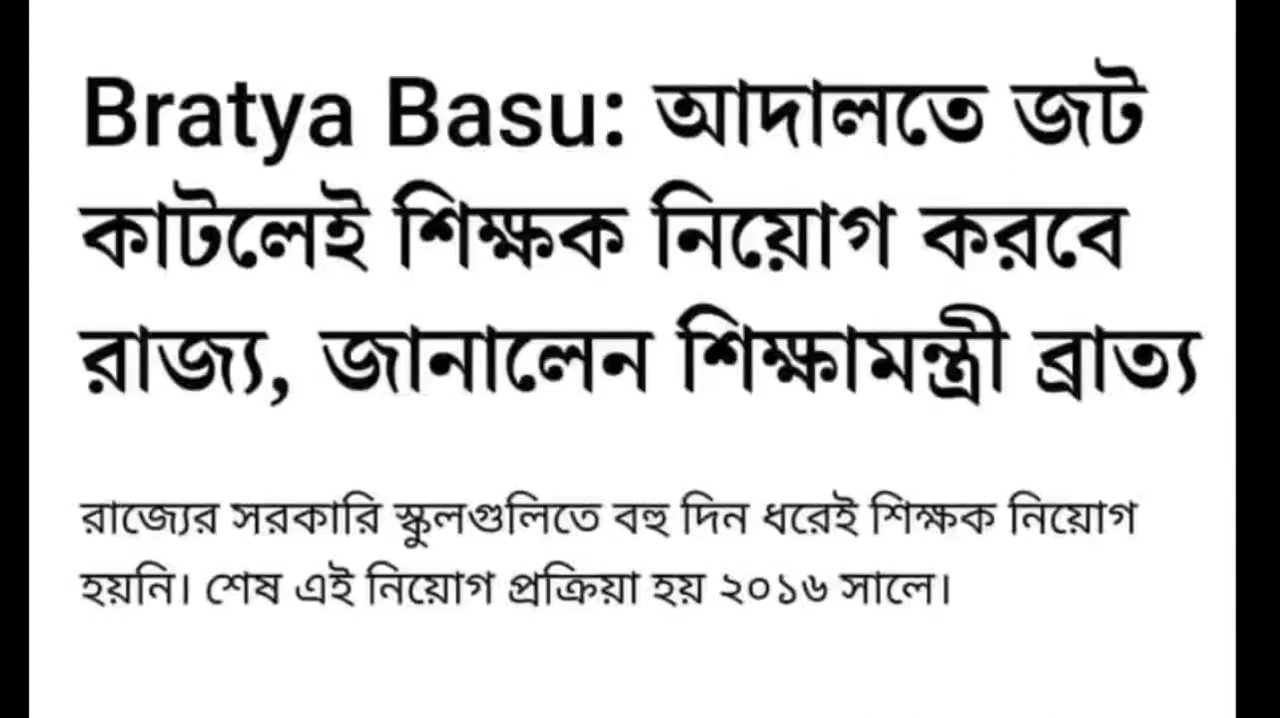 Bratya Basu: আদালতে জট
কাটলেই শিক্ষক নিয়োগ করবে
রাজ্য, জানালেন শিক্ষামন্ত্রী ব্রাত্য
রাজ্যের সরকারি স্কুলগুলিতে বহু দিন ধরেই শিক্ষক নিয়োগ
হয়নি। শেষ এই নিয়োগ প্রক্রিয়া হয় ২০১৬ সালে।